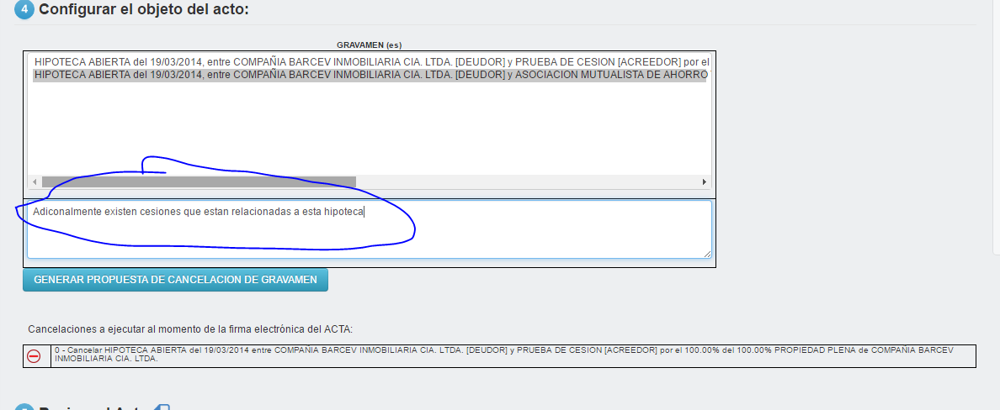 4 Configurar el objeto del acto:
GRAVAMEN (es)
HIPOTECA ABIERTA del 19/03/2014, entre COMPAÑIA BARCEV INMOBILIARIA CIA. LTDA. [DEUDOR] y PRUEBA DE CESION [ACREEDOR] por el
HIPOTECA ABIERTA del 19/03/2014, entre COMPAÑIA BARCEV INMOBILIARIA CIA. LTDA. [DEUDOR] y ASOCIACION MUTUALISTA DE AHORRO
Adiconalmente existen cesiones que estan relacionadas a esta hipoteca
GENERAR PROPUESTA DE CANCELACION DE GRAVAMEN
Cancelaciones a ejecutar al momento de la firma electrónica del ACTA:
0 - Cancelar HIPOTECA ABIERTA del 19/03/2014 entre COMPAÑIA BARCEV INMOBILIARIA CIA. LTDA. [DEUDOR] y PRUEBA DE CESION [ACREEDOR] por el 100.00% del 100.00% PROPIEDAD PLENA de COMPAÑIA BARCEV
INMOBILIARIA CIA. LTDA.